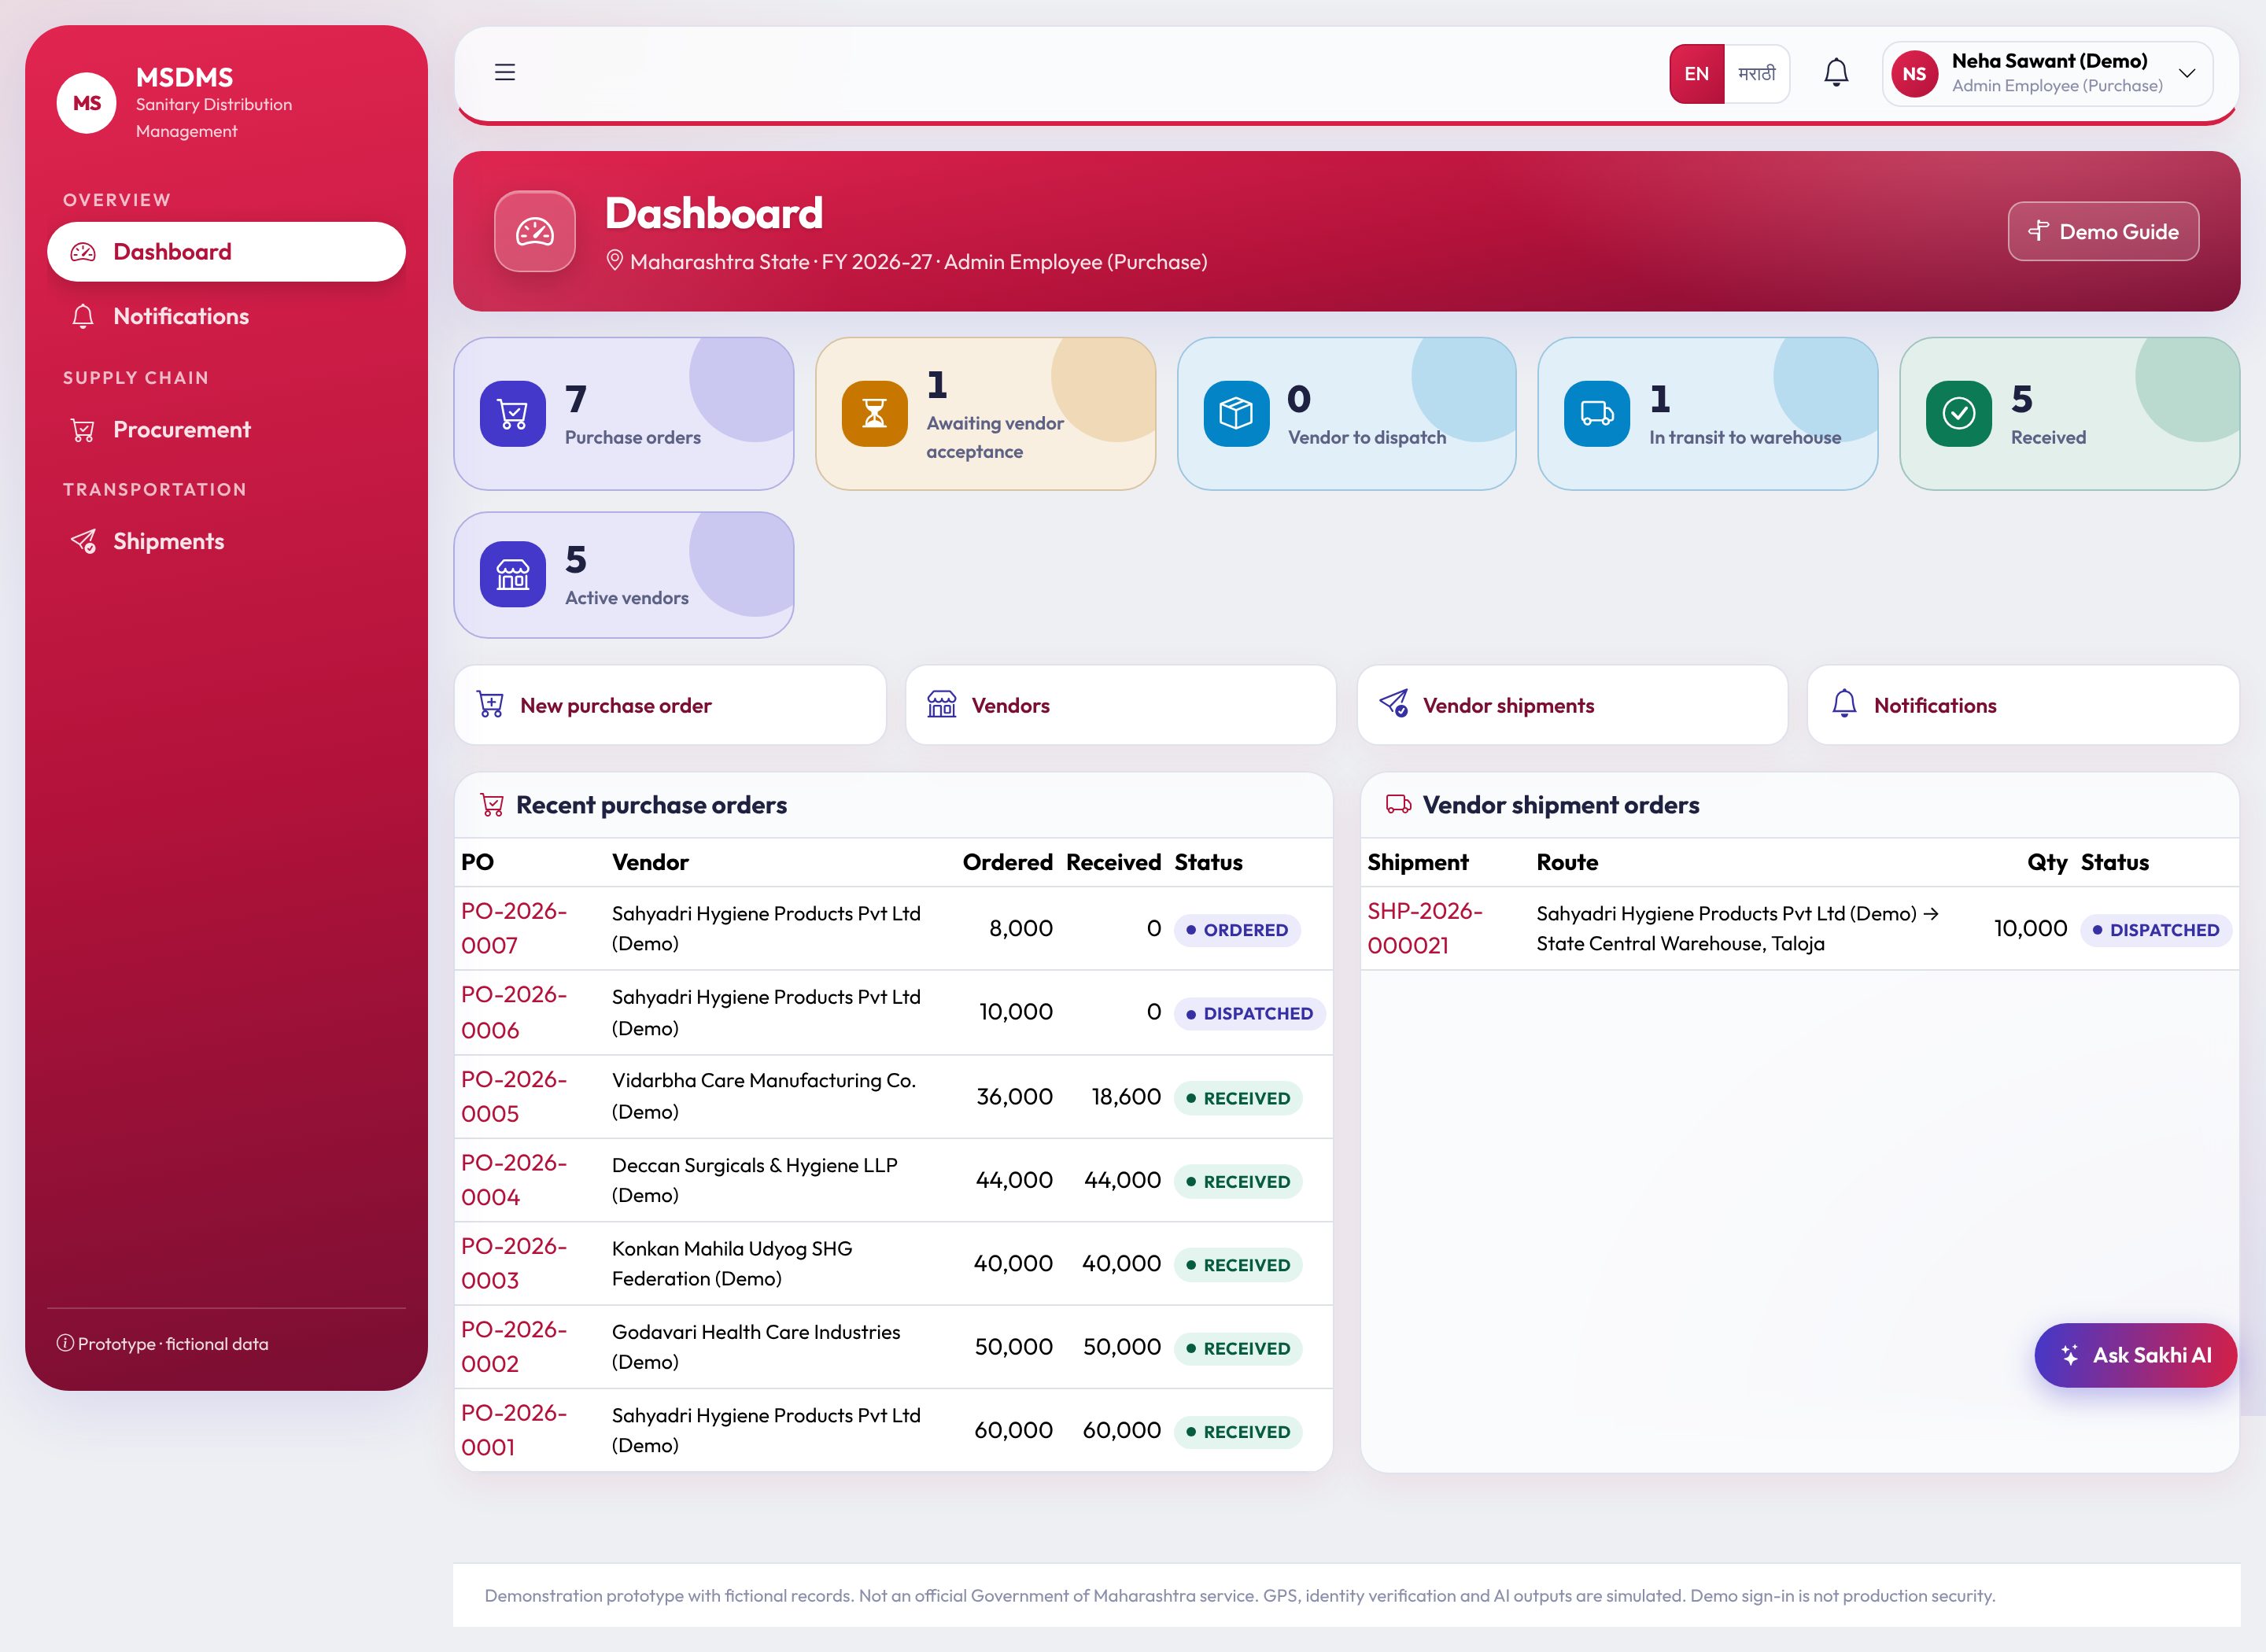 MS
MSDMS
Sanitary Distribution
Management
OVERVIEW
Dashboard
Notifications
SUPPLY CHAIN
Procurement
TRANSPORTATION
Shipments
Prototype · fictional data
EN
मराठी
NS
Neha Sawant (Demo)
Admin Employee (Purchase)
Dashboard
Maharashtra State · FY 2026-27 · Admin Employee (Purchase)
Demo Guide
7
Purchase orders
1
Awaiting vendor
acceptance
0
Vendor to dispatch
1
In transit to warehouse
5
Received
5
Active vendors
New purchase order
Vendors
Vendor shipments
Notifications
Recent purchase orders
PO Vendor Ordered Received Status
PO-2026-
0007
Sahyadri Hygiene Products Pvt Ltd
(Demo)
8,000 0 ORDERED
PO-2026-
0006
Sahyadri Hygiene Products Pvt Ltd
(Demo)
10,000 0 DISPATCHED
PO-2026-
0005
Vidarbha Care Manufacturing Co.
(Demo)
36,000 18,600 RECEIVED
PO-2026-
0004
Deccan Surgicals & Hygiene LLP
(Demo)
44,000 44,000 RECEIVED
PO-2026-
0003
Konkan Mahila Udyog SHG
Federation (Demo)
40,000 40,000 RECEIVED
PO-2026-
0002
Godavari Health Care Industries
(Demo)
50,000 50,000 RECEIVED
PO-2026-
0001
Sahyadri Hygiene Products Pvt Ltd
(Demo)
60,000 60,000 RECEIVED
Vendor shipment orders
Shipment Route Qty Status
SHP-2026-
000021
Sahyadri Hygiene Products Pvt Ltd (Demo) →
State Central Warehouse, Taloja
10,000 DISPATCHED
Ask Sakhi AI
Demonstration prototype with fictional records. Not an official Government of Maharashtra service. GPS, identity verification and AI outputs are simulated. Demo sign-in is not production security.